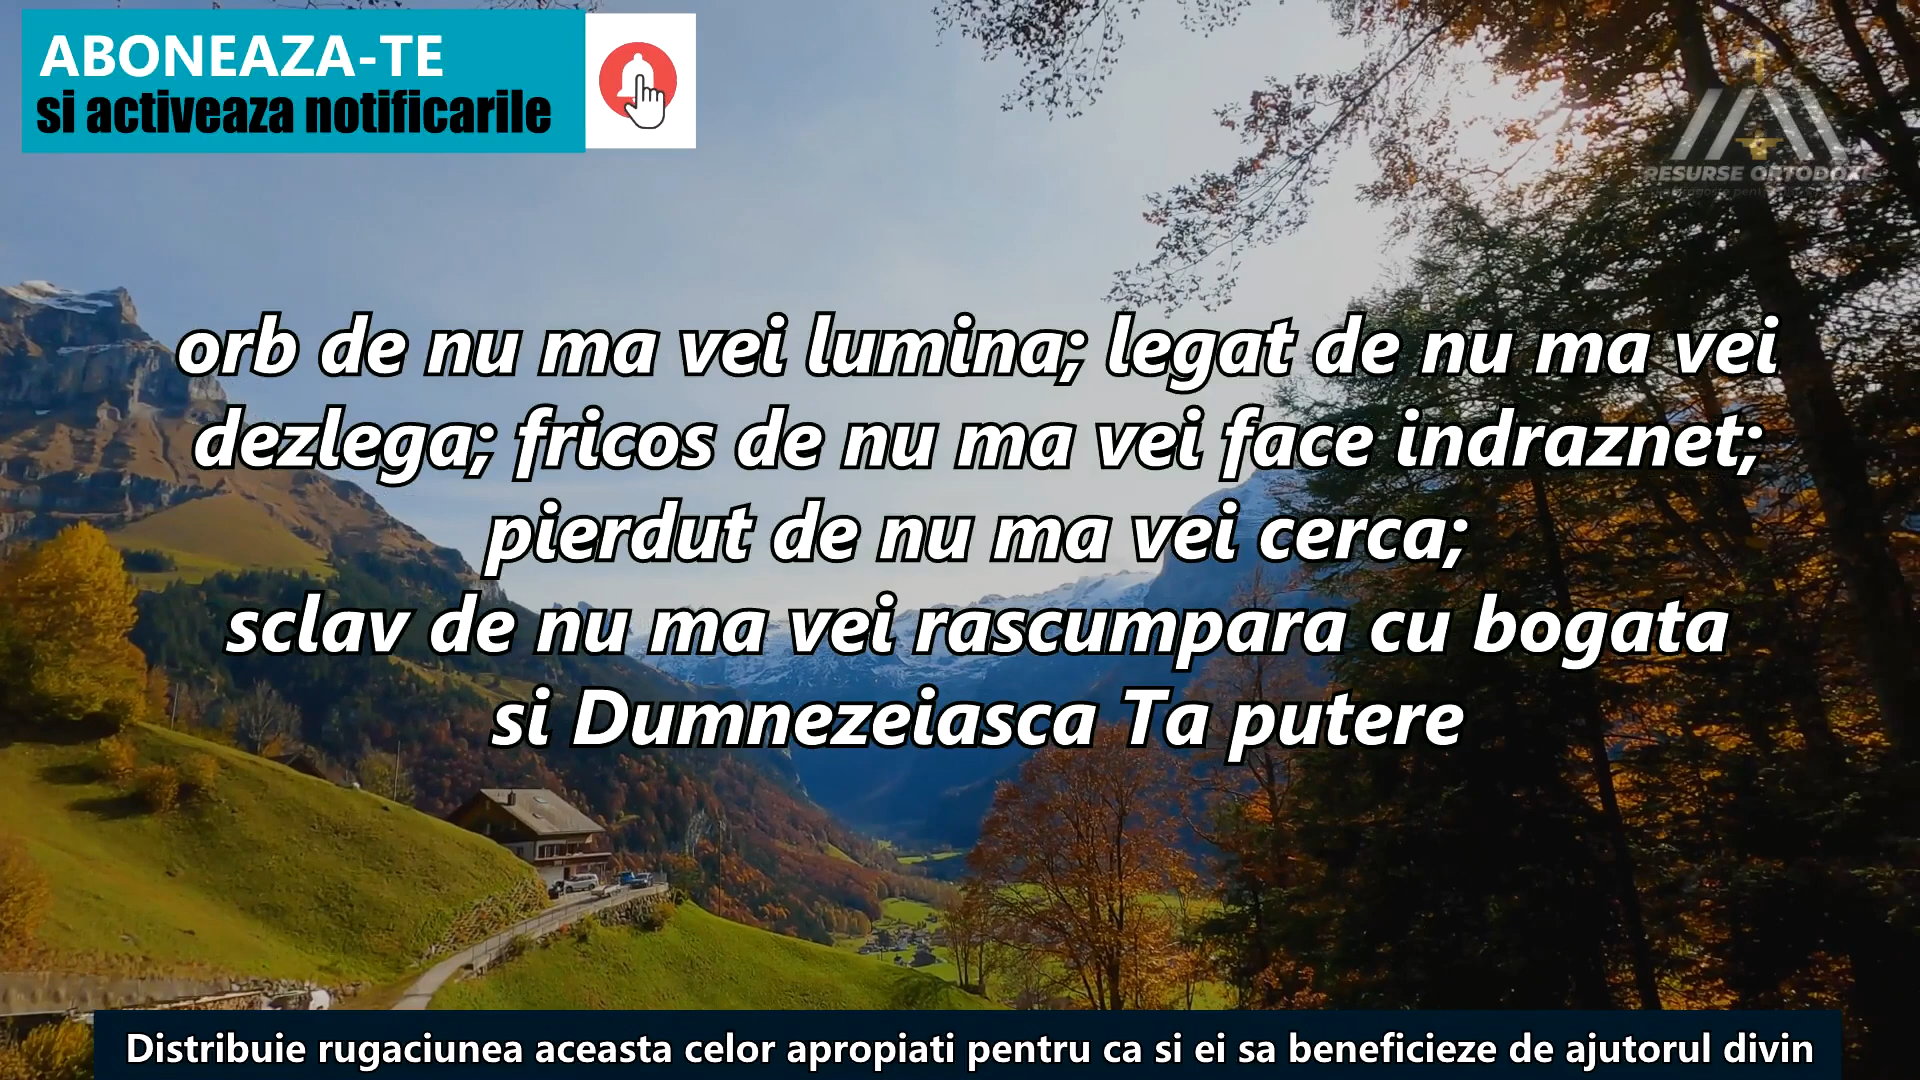 ABONEAZA-TE
si activeaza notificarile
RESURSE ORTODOXE
orb de nu ma vei lumina; legat de nu ma vei
dezlega; fricos de nu ma vei face indraznet;
pierdut de nu ma vei cerca;
sclav de nu ma vei rascumpara cu bogata
si Dumnezeiasca Ta putere
Distribuie rugaciunea aceasta celor apropiati pentru ca si ei sa beneficieze de ajutorul divin